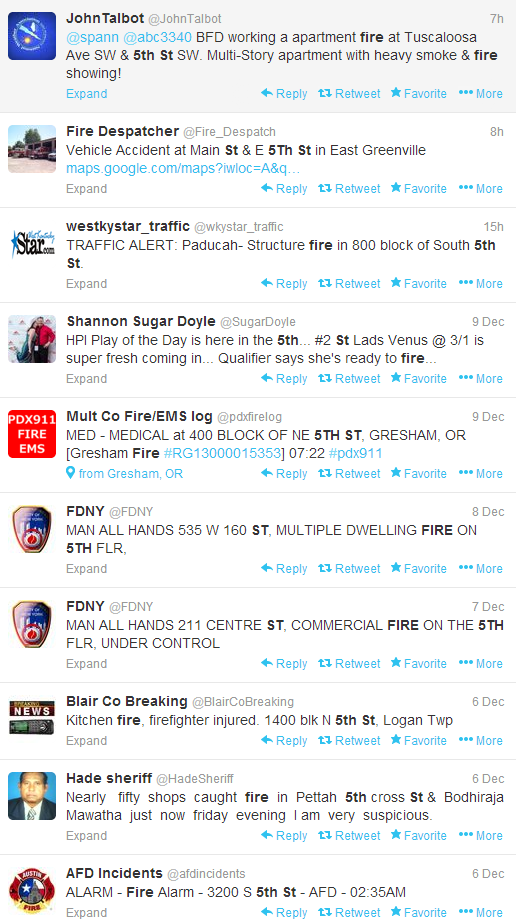 JohnTalbot @JohnTalbot 7h
@spann @abc3340 BFD working a apartment fire at Tuscaloosa
Ave SW & 5th St SW. Multi-Story apartment with heavy smoke & fire
showing!
Expand Reply Retweet Favorite More
Fire Despatcher @Fire_Despatch 8h
Vehicle Accident at Main St & E 5Th St in East Greenville
maps.google.com/maps?iwloc=A&q...
Expand Reply Retweet Favorite More
West Kentucky
Star.com
westkystar_traffic @wkystar_traffic 15h
TRAFFIC ALERT: Paducah- Structure fire in 800 block of South 5th
St.
Expand Reply Retweet Favorite More
Shannon Sugar Doyle @SugarDoyle 9 Dec
HPI Play of the Day is here in the 5th... #2 St Lads Venus @ 3/1 is
super fresh coming in... Qualifier says she's ready to fire...
Expand Reply Retweet Favorite More
PDX911
FIRE
EMS
Mult Co Fire/EMS log @pdxfirelog 9 Dec
MED - MEDICAL at 400 BLOCK OF NE 5TH ST, GRESHAM, OR
[Gresham Fire #RG13000015353] 07:22 #pdx911
from Gresham, OR Reply Retweet Favorite More
FDNY @FDNY 8 Dec
MAN ALL HANDS 535 W 160 ST, MULTIPLE DWELLING FIRE ON
5TH FLR,
Expand Reply Retweet Favorite More
FDNY @FDNY 7 Dec
MAN ALL HANDS 211 CENTRE ST, COMMERCIAL FIRE ON THE 5TH
FLR, UNDER CONTROL
Expand Reply Retweet Favorite More
BREAKING
NEWS
Blair Co Breaking @BlairCoBreaking 6 Dec
Kitchen fire, firefighter injured. 1400 blk N 5th St, Logan Twp
Expand Reply Retweet Favorite More
Hade sheriff @HadeSheriff 6 Dec
Nearly fifty shops caught fire in Pettah 5th cross St & Bodhiraja
Mawatha just now friday evening I am very suspicious.
Expand Reply Retweet Favorite More
AUSTIN
FIRE
AFD Incidents @afdincidents 6 Dec
ALARM - Fire Alarm - 3200 S 5th St - AFD - 02:35AM
Expand Reply Retweet Favorite More